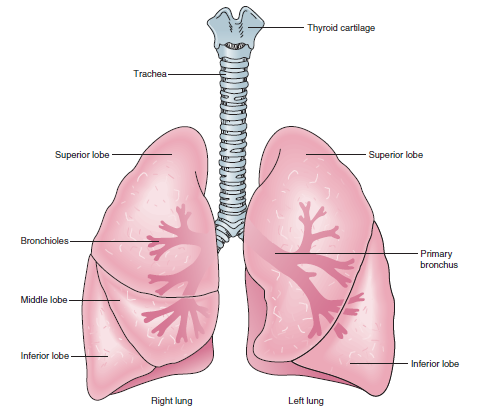 Thyroid cartilage
Trachea
Superior lobe
Superior lobe
Bronchioles
Primary
bronchus
Middle lobe
Inferior lobe
Inferior lobe
Right lung
Left lung